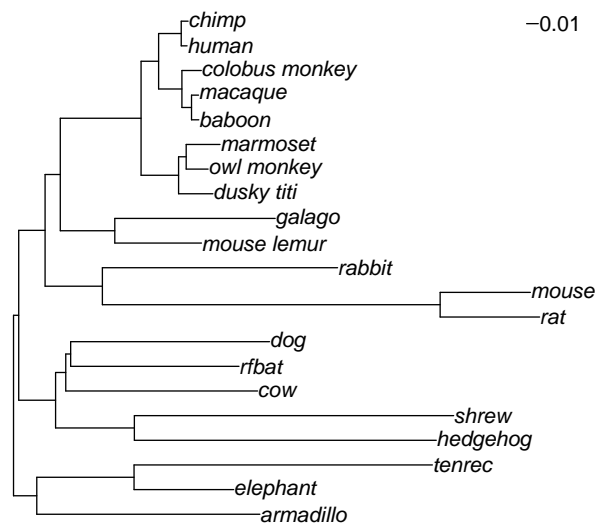 chimp
−0.01
human
colobus monkey
macaque
baboon
marmoset
owl monkey
dusky titi
galago
mouse lemur
rabbit
mouse
rat
dog
rfbat
cow
shrew
hedgehog
tenrec
elephant
armadillo